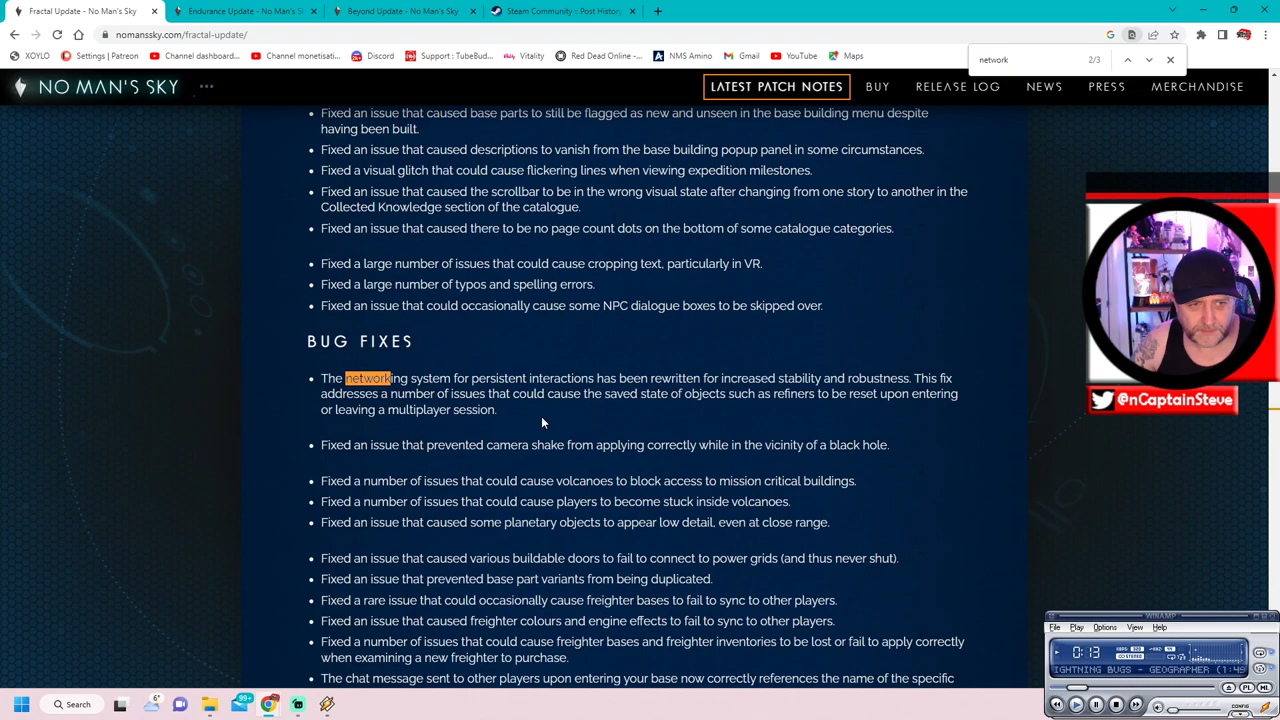 Fractal Update - No Man's Sky
Endurance Update - No Man's S
Beyond Update - No Man's Sky
Steam Community :: Post History
nomanssky.com/fractal-update/
XOYLO
Settings | Patreon
Channel dashboard...
Channel monetisati...
Discord
Support : TubeBud...
Vitality
Red Dead Online -...
NMS Amino
Gmail
YouTube
Maps
network
2/3
NO MAN'S SKY
LATEST PATCH NOTES
BUY
RELEASE LOG
NEWS
PRESS
MERCHANDISE
Fixed an issue that caused base parts to still be flagged as new and unseen in the base building menu despite
having been built.
Fixed an issue that caused descriptions to vanish from the base building popup panel in some circumstances.
Fixed a visual glitch that could cause flickering lines when viewing expedition milestones.
Fixed an issue that caused the scrollbar to be in the wrong visual state after changing from one story to another in the
Collected Knowledge section of the catalogue.
Fixed an issue that caused there to be no page count dots on the bottom of some catalogue categories.
Fixed a large number of issues that could cause cropping text, particularly in VR.
Fixed a large number of typos and spelling errors.
Fixed an issue that could occasionally cause some NPC dialogue boxes to be skipped over.
BUG FIXES
The networking system for persistent interactions has been rewritten for increased stability and robustness. This fix
addresses a number of issues that could cause the saved state of objects such as refiners to be reset upon entering
or leaving a multiplayer session.
@nCaptainSteve
Fixed an issue that prevented camera shake from applying correctly while in the vicinity of a black hole.
Fixed a number of issues that could cause volcanoes to block access to mission critical buildings.
Fixed a number of issues that could cause players to become stuck inside volcanoes.
Fixed an issue that caused some planetary objects to appear low detail, even at close range.
Fixed an issue that caused various buildable doors to fail to connect to power grids (and thus never shut).
Fixed an issue that prevented base part variants from being duplicated.
Fixed a rare issue that could occasionally cause freighter bases to fail to sync to other players.
Fixed an issue that caused freighter colours and engine effects to fail to sync to other players.
Fixed a number of issues that could cause freighter bases and freighter inventories to be lost or fail to apply correctly
when examining a new freighter to purchase.
The chat message sent to other players upon entering your base now correctly references the name of the specific
WINAMP
File Play Options View Help
0:13
STEREO
IGHTNING BUGS - GEOGRAPHER (1:49
PL
ML
CONFIG
Search
6°
99+